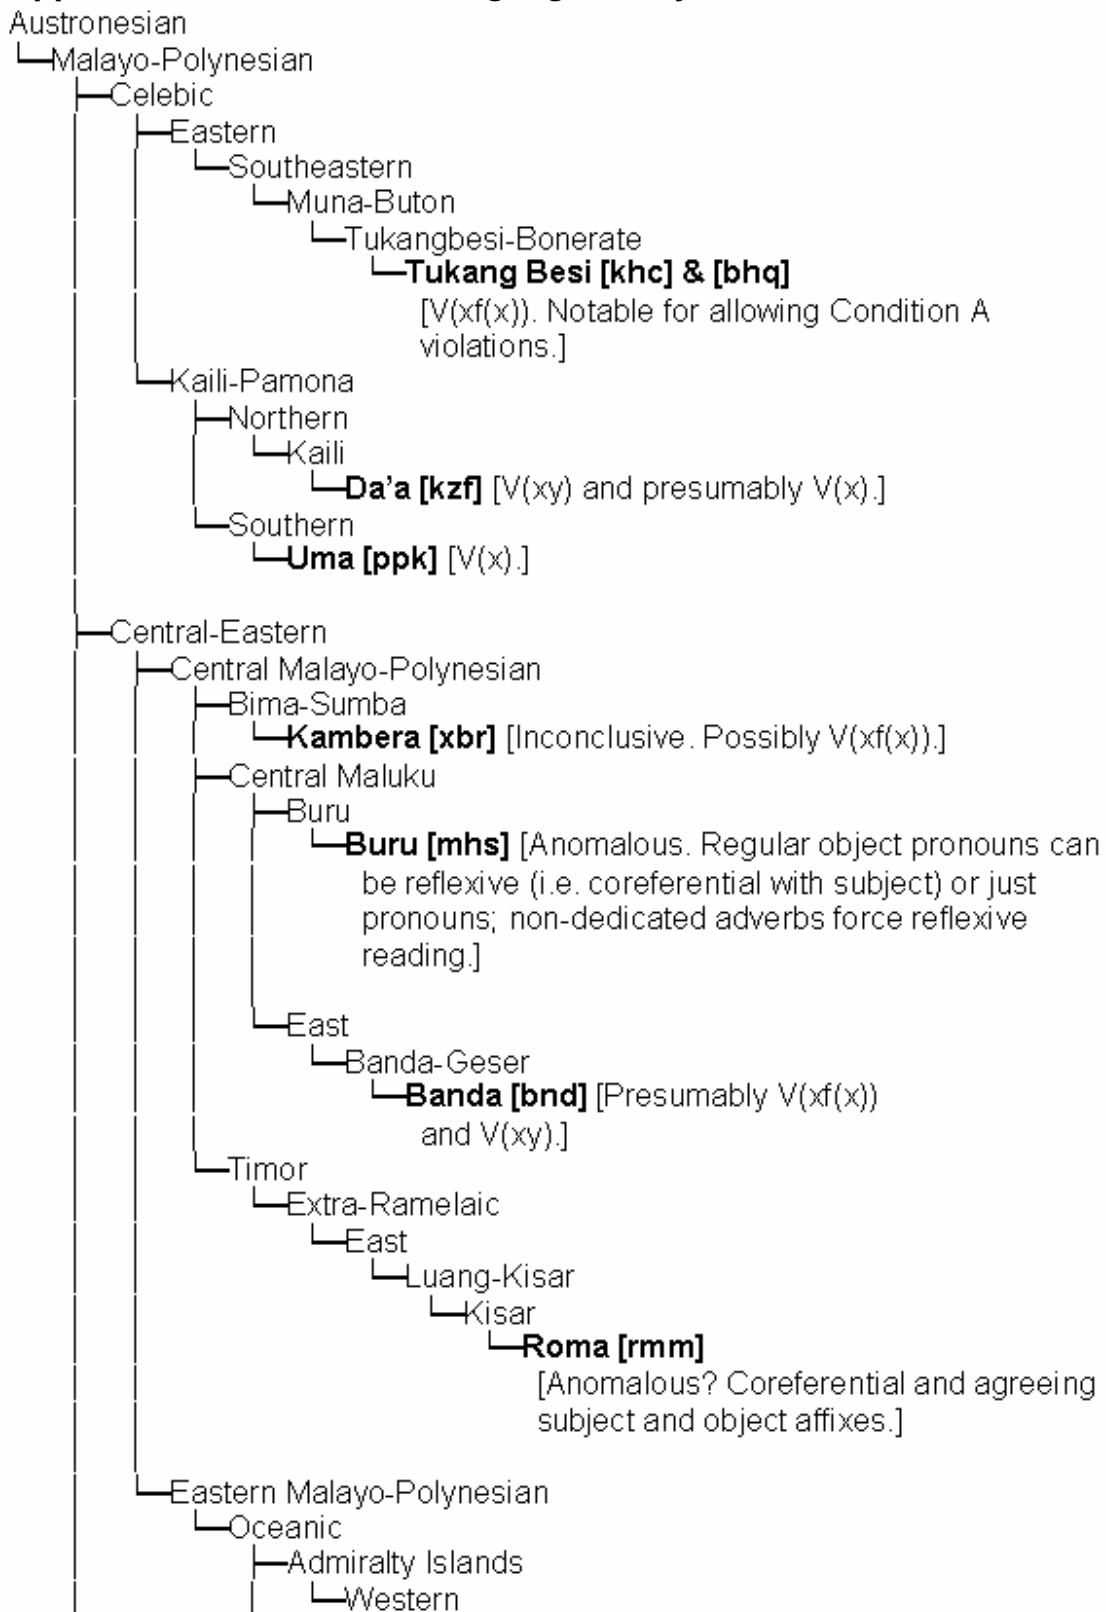 Austronesian
Malayo-Polynesian
Celebic
Eastern
Southeastern
Muna-Buton
Tukangbesi-Bonerate
Tukang Besi [khc] & [bhq]
[V(xf(x)). Notable for allowing Condition A
violations.]
Kaili-Pamona
Northern
Kaili
Da'a [kzf] [V(xy) and presumably V(x).]
Southern
Uma [ppk] [V(x).]
Central-Eastern
Central Malayo-Polynesian
Bima-Sumba
Kambera [xbr] [Inconclusive. Possibly V(xf(x)).]
Central Maluku
Buru
Buru [mhs] [Anomalous. Regular object pronouns can
be reflexive (i.e. coreferential with subject) or just
pronouns; non-dedicated adverbs force reflexive
reading.]
East
Banda-Geser
Banda [bnd] [Presumably V(xf(x))
and V(xy).]
Timor
Extra-Ramelaic
East
Luang-Kisar
Kisar
Roma [rmm]
[Anomalous? Coreferential and agreeing
subject and object affixes.]
Eastern Malayo-Polynesian
Oceanic
Admiralty Islands
Western